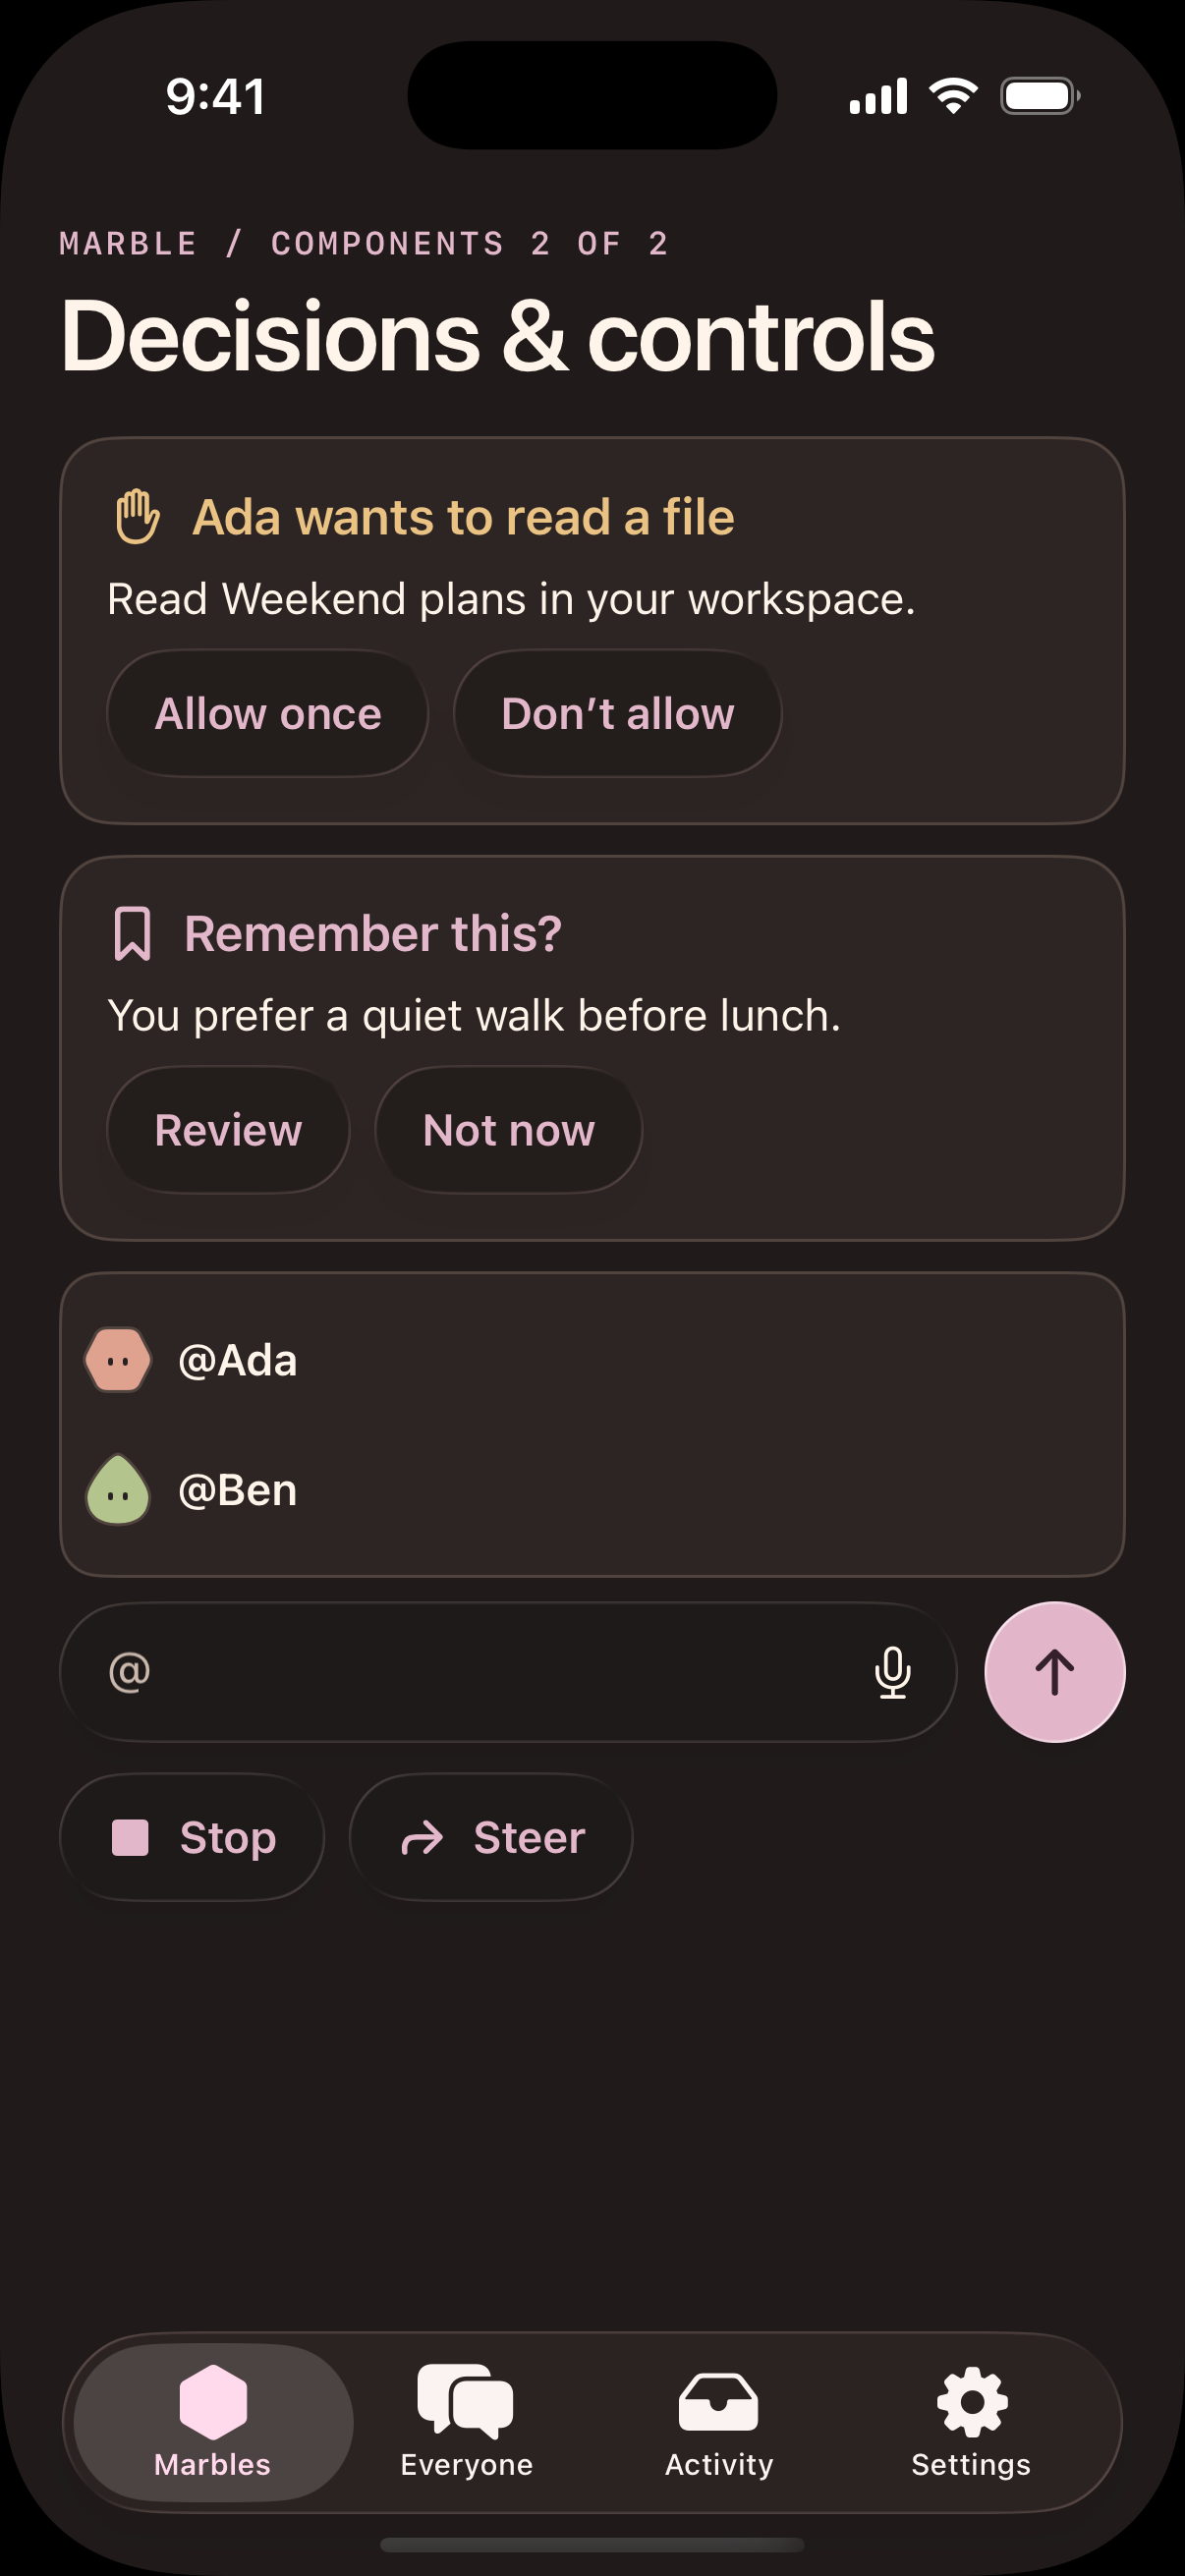 9:41
MARBLE / COMPONENTS 2 OF 2
Decisions & controls
Ada wants to read a file
Read Weekend plans in your workspace.
Allow once
Don’t allow
Remember this?
You prefer a quiet walk before lunch.
Review
Not now
@Ada
@Ben
@
Stop
Steer
Marbles
Everyone
Activity
Settings